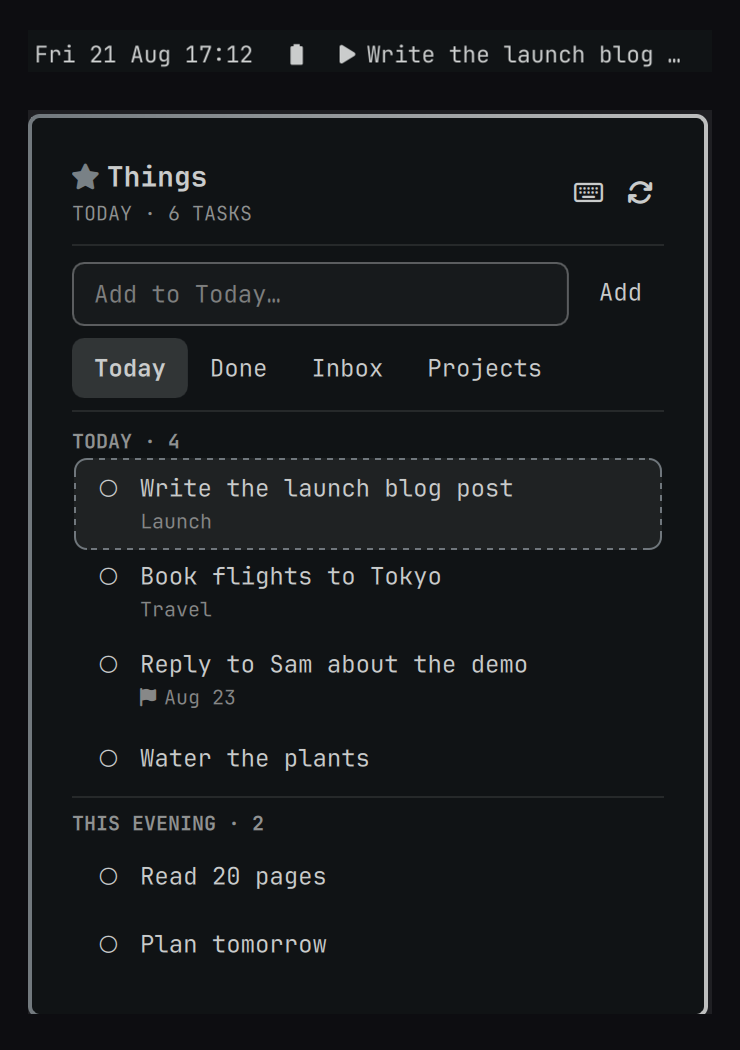 Fri 21 Aug 17:12 Write the launch blog …
Things
TODAY · 6 TASKS
Add to Today…
Add
Today Done Inbox Projects
TODAY · 4
Write the launch blog post
Launch
Book flights to Tokyo
Travel
Reply to Sam about the demo
Aug 23
Water the plants
THIS EVENING · 2
Read 20 pages
Plan tomorrow